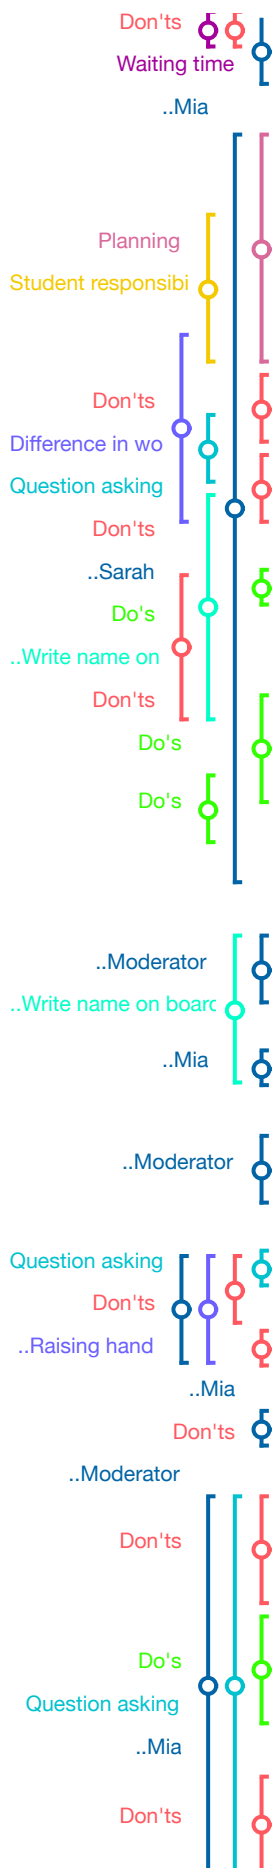 Don'ts
Waiting time
..Mia
Planning
Student responsibi
Don'ts
Difference in wo
Question asking
Don'ts
..Sarah
Do's
..Write name on
Don'ts
Do's
Do's
..Moderator
..Write name on board
..Mia
..Moderator
Question asking
Don'ts
..Raising hand
..Mia
Don'ts
..Moderator
Don'ts
Do's
Question asking
..Mia
Don'ts